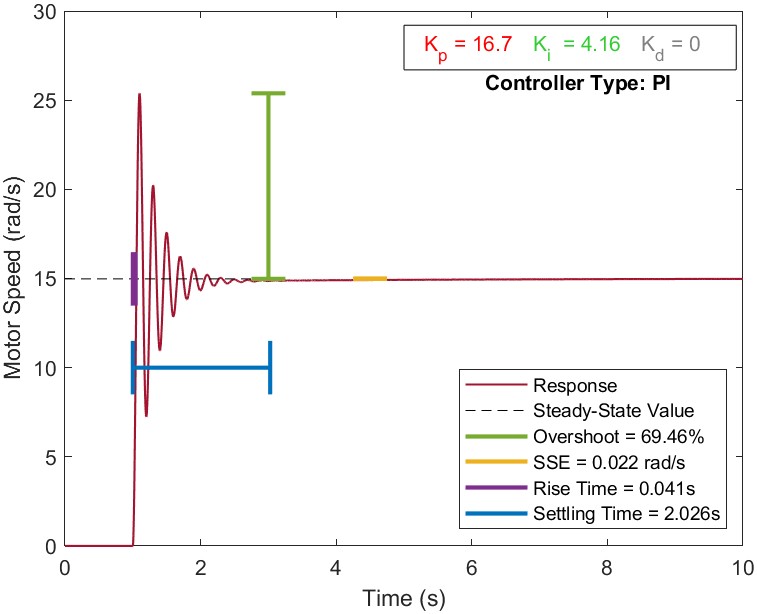 30
25
20
15
10
5
0
Motor Speed (rad/s)
Kp = 16.7 Ki = 4.16 Kd = 0
Controller Type: PI
Response
Steady-State Value
Overshoot = 69.46%
SSE = 0.022 rad/s
Rise Time = 0.041s
Settling Time = 2.026s
0 2 4 6 8 10
Time (s)